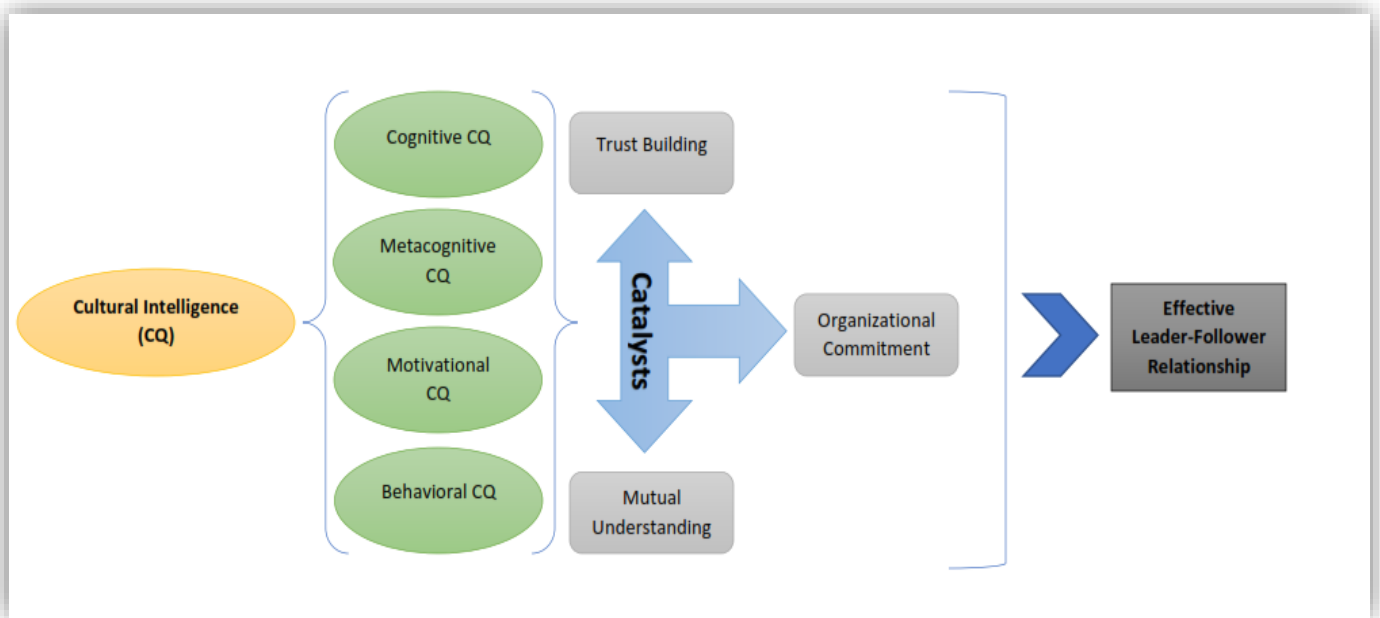 Cultural Intelligence
(CQ)
Cognitive CQ
Metacognitive
CQ
Motivational
CQ
Behavioral CQ
Trust Building
Catalysts
Mutual
Understanding
Organizational
Commitment
Effective
Leader-Follower
Relationship